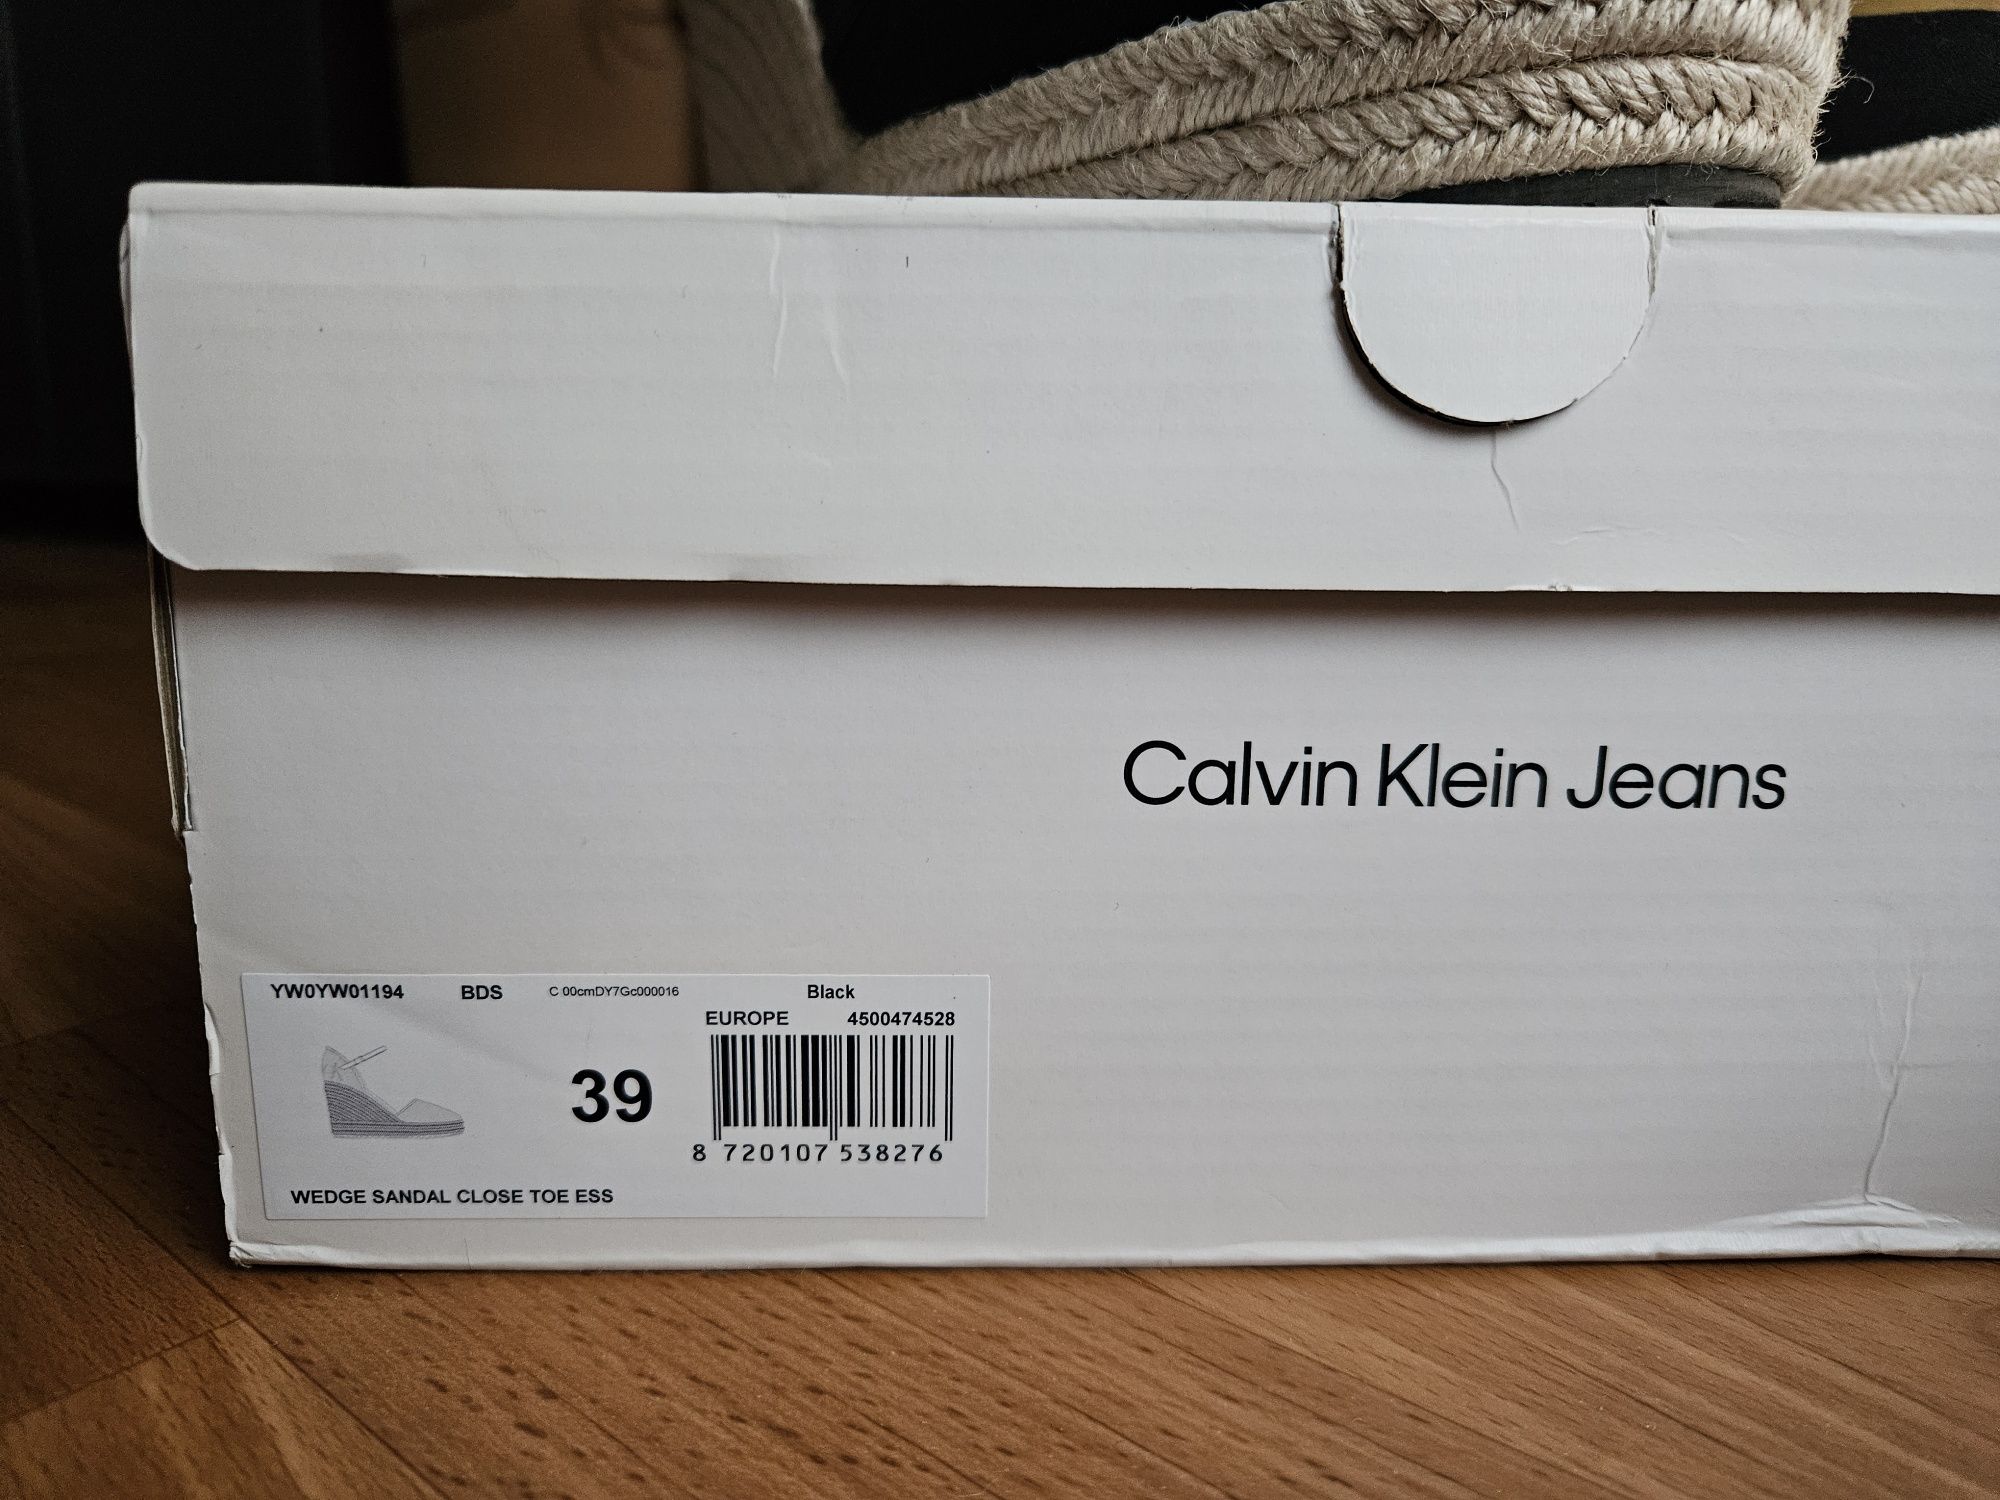 Calvin Klein Jeans
YW0YW01194 BDS C 00cmDY7Gc000016 Black
EUROPE 4500474528
39
8 720107 538276
WEDGE SANDAL CLOSE TOE ESS